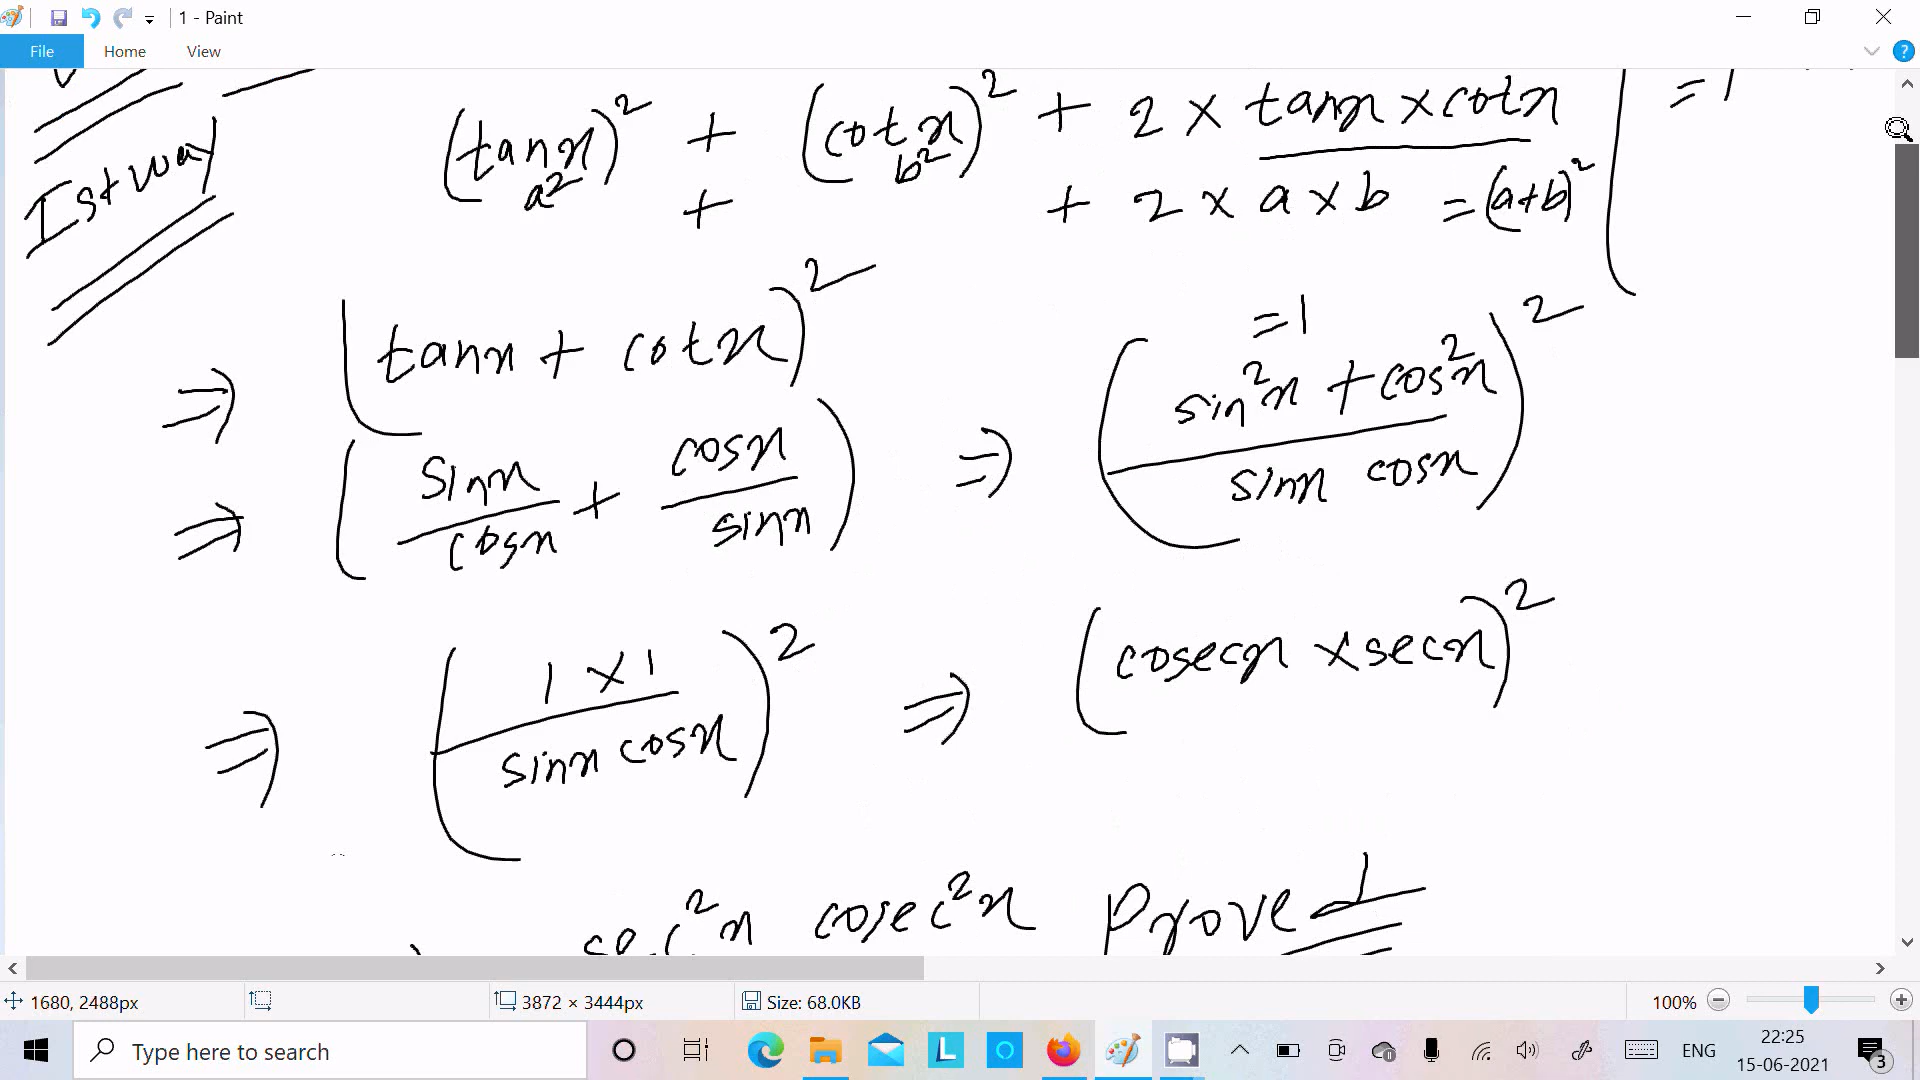 1 - Paint
File Home View
(tanx)² + (cotx)² + 2 × tanx × cotx
= 1
Ist way
a² + b² + 2 × a × b = (a+b)²
⇒ (tanx + cotx)²
⇒ (sinx/cosx + cosx/sinx) ⇒ (sin²x + cos²x / sinx cosx)²
=1
⇒ (1 × 1 / sinx cosx)² ⇒ (cosecx × secx)²
sec²x cosec²x Proved
1680, 2488px 3872 × 3444px Size: 68.0KB 100%
Type here to search
L
ENG
22:25
15-06-2021
3